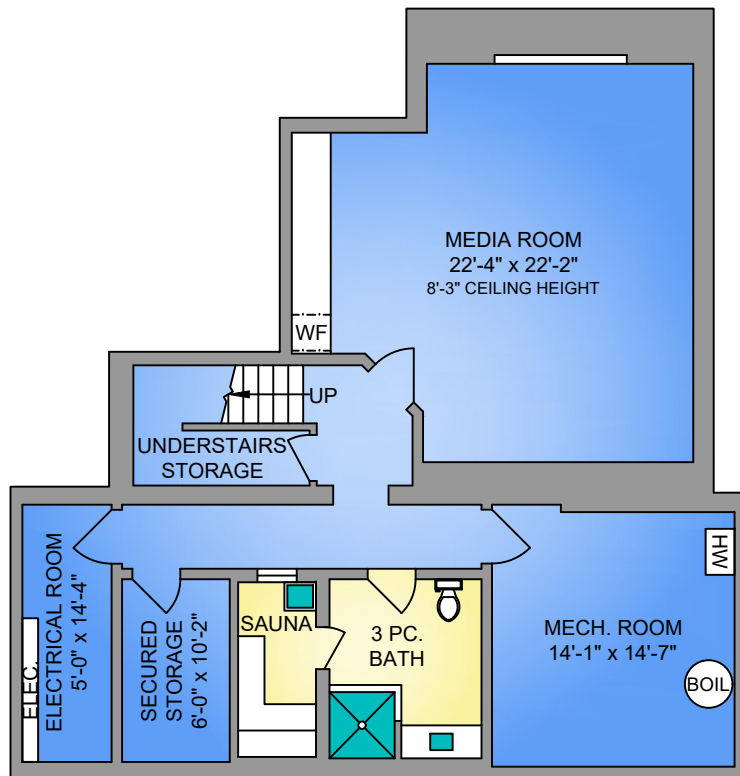 MEDIA ROOM
22'-4" x 22'-2"
8'-3" CEILING HEIGHT
WF
UP
UNDERSTAIRS
STORAGE
ELEC.
ELECTRICAL ROOM
5'-0" x 14'-4"
SECURED
STORAGE
6'-0" x 10'-2"
SAUNA
3 PC.
BATH
HW
MECH. ROOM
14'-1" x 14'-7"
BOIL